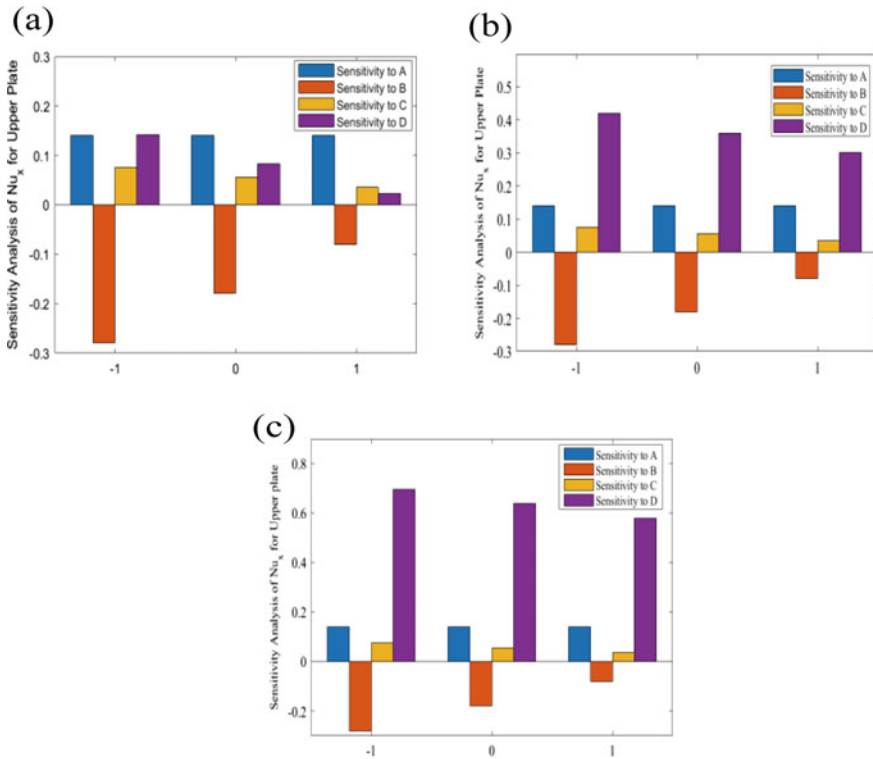 (a)
Sensitivity Analysis of Nux for Upper Plate
0.3
0.2
0.1
0
-0.1
-0.2
-0.3
-1
0
1
Sensitivity to A
Sensitivity to B
Sensitivity to C
Sensitivity to D
(b)
Sensitivity Analysis of Nux for Upper Plate
0.5
0.4
0.3
0.2
0.1
0
-0.1
-0.2
-0.3
-1
0
1
Sensitivity to A
Sensitivity to B
Sensitivity to C
Sensitivity to D
(c)
Sensitivity Analysis of Nux for Upper plate
0.8
0.6
0.4
0.2
0
-0.2
-1
0
1
Sensitivity to A
Sensitivity to B
Sensitivity to C
Sensitivity to D